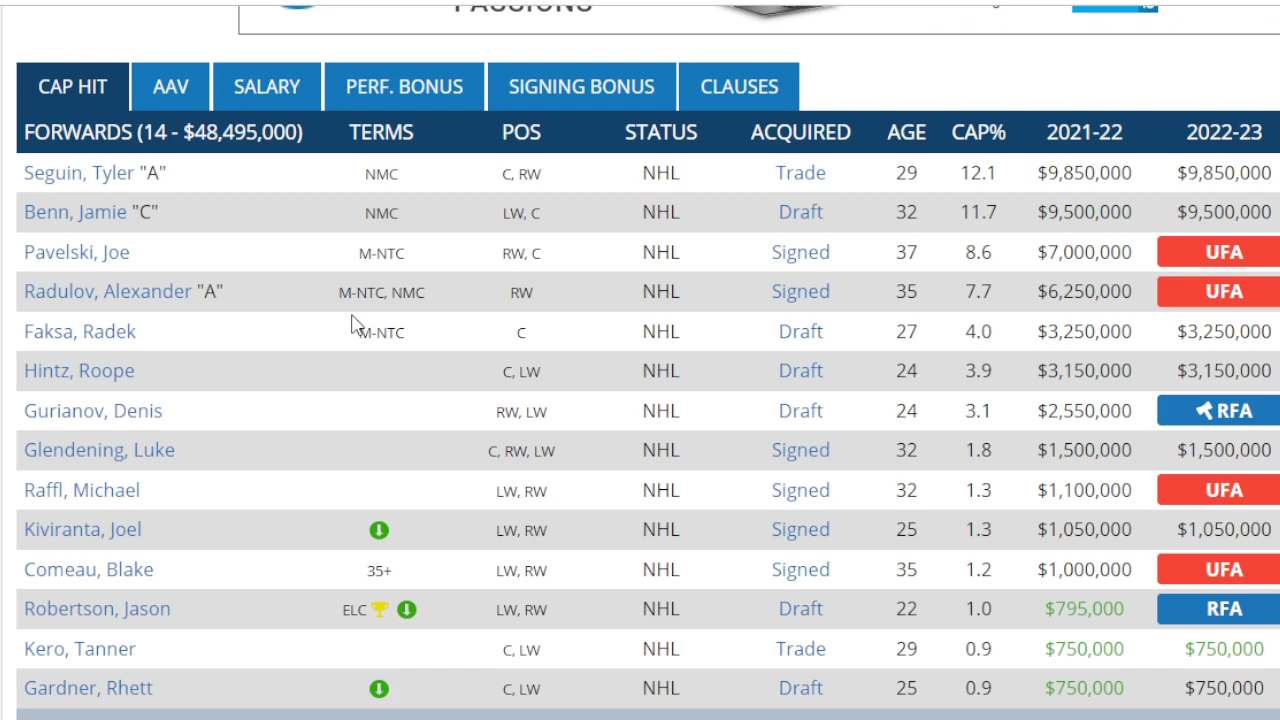 CAP HIT AAV SALARY PERF. BONUS SIGNING BONUS CLAUSES
FORWARDS (14 - $48,495,000) TERMS POS STATUS ACQUIRED AGE CAP% 2021-22 2022-23
Seguin, Tyler "A" NMC C, RW NHL Trade 29 12.1 $9,850,000 $9,850,000
Benn, Jamie "C" NMC LW, C NHL Draft 32 11.7 $9,500,000 $9,500,000
Pavelski, Joe M-NTC RW, C NHL Signed 37 8.6 $7,000,000 UFA
Radulov, Alexander "A" M-NTC, NMC RW NHL Signed 35 7.7 $6,250,000 UFA
Faksa, Radek M-NTC C NHL Draft 27 4.0 $3,250,000 $3,250,000
Hintz, Roope C, LW NHL Draft 24 3.9 $3,150,000 $3,150,000
Gurianov, Denis RW, LW NHL Draft 24 3.1 $2,550,000 RFA
Glendening, Luke C, RW, LW NHL Signed 32 1.8 $1,500,000 $1,500,000
Raffl, Michael LW, RW NHL Signed 32 1.3 $1,100,000 UFA
Kiviranta, Joel LW, RW NHL Signed 25 1.3 $1,050,000 $1,050,000
Comeau, Blake 35+ LW, RW NHL Signed 35 1.2 $1,000,000 UFA
Robertson, Jason ELC LW, RW NHL Draft 22 1.0 $795,000 RFA
Kero, Tanner C, LW NHL Trade 29 0.9 $750,000 $750,000
Gardner, Rhett C, LW NHL Draft 25 0.9 $750,000 $750,000